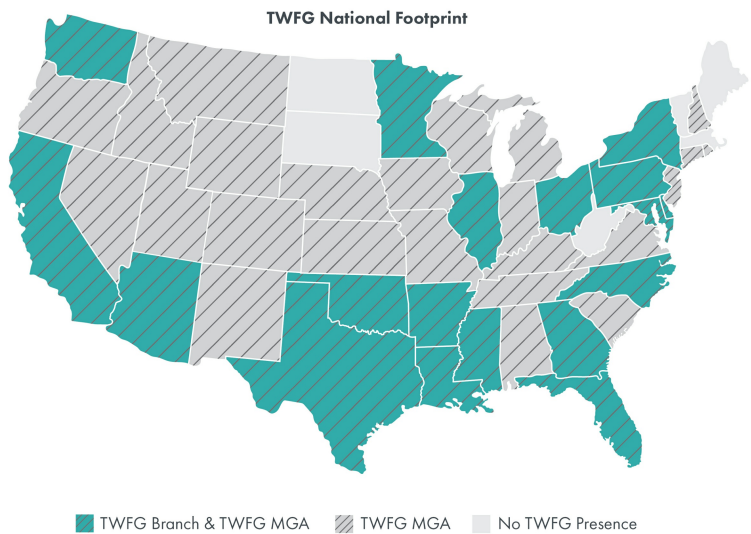 TWFG National Footprint
TWFG Branch & TWFG MGA
TWFG MGA
No TWFG Presence